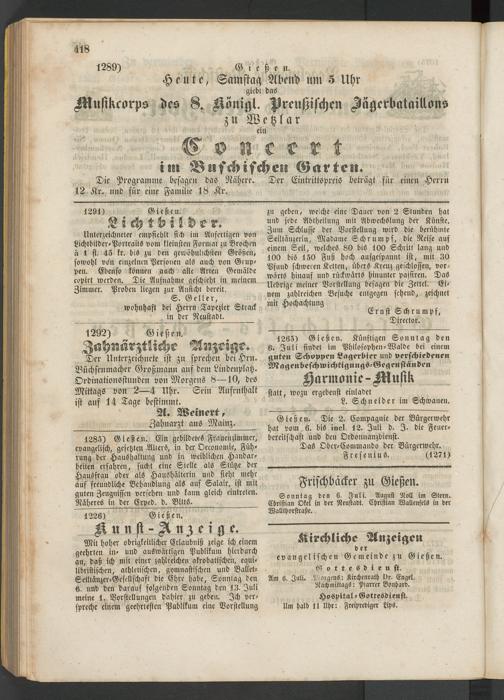 418
1289) Gießen.
Heute, Samstag Abend um 5 Uhr
giebt das
Musikcorps des 8. Königl. Preußischen Jägerbataillons
zu Wetzlar
ein
Concert
im Buschischen Garten.
Die Programme besagen das Nähere. Der Eintrittspreis beträgt für einen Herrn
12 Kr. und für eine Familie 18 Kr.
1291) Gießen.
Lichtbilder.
Unterzeichneter empfiehlt sich im Anfertigen von
Lichtbilder-Portraits vom kleinsten Format zu Brochen
à 1 fl. 45 kr. bis zu den gewöhnlichsten Größen,
sowohl von einzelnen Personen als auch von Grup-
pen. Ebenso können auch alle Arten Gemälde
copirt werden. Die Aufnahme geschieht in meinem
Zimmer. Proben liegen zur Ansicht bereit.
S. Geller,
wohnhaft bei Herrn Tapezier Strack
in der Neustadt.
1292) Gießen.
Zahnärztliche Anzeige.
Der Unterzeichnete ist zu sprechen bei Hrn.
Büchsenmacher Großmann auf dem Lindenplatz.
Ordinationsstunden von Morgens 8—10, des
Mittags von 2—4 Uhr. Sein Aufenthalt
ist auf 14 Tage bestimmt.
A. Weinert,
Zahnarzt aus Mainz.
1285) Gießen. Ein gebildetes Frauenzimmer,
evangelisch, gesetzten Alters, in der Oeconomie, Füh-
rung der Haushaltung und in weiblichen Handar-
beiten erfahren, sucht eine Stelle als Stütze der
Hausfrau oder als Haushälterin und sieht mehr
auf freundliche Behandlung als auf Salair, ist mit
guten Zeugnissen versehen und kann gleich eintreten.
Näheres in der Exped. d. Blts.
1226) Gießen.
Kunst-Anzeige.
Mit hoher obrigkeitlicher Erlaubniß zeige ich einem
geehrten in- und auswärtigen Publikum hierdurch
an, daß ich mit einer zahlreichen akrobatischen, equi-
libristischen, athletischen, gymnastischen und Ballet-
Seiltänzer-Gesellschaft die Ehre habe, Sonntag den
6. und den darauf folgenden Sonntag den 13. Juli
meine 1. Vorstellungen dahier zu geben. Ich ver-
spreche einem geehrtesten Publikum eine Vorstellung
zu geben, welche eine Dauer von 2 Stunden hat
und jede Abtheilung mit Abwechslung der Künste.
Zum Schlusse der Vorstellung wird die berühmte
Seiltänzerin, Madame Schrumpf, die Reise auf
einem Seil, welches 80 bis 100 Schritt lang und
100 bis 150 Fuß hoch aufgespannt ist, mit 30
Pfund schweren Ketten, übers Kreuz geschlossen, vor-
wärts hinauf und rückwärts hinunter passiren. Das
Uebrige meiner Vorstellung besagen die Zettel. Ei-
nem zahlreichen Besuche entgegen sehend, zeichnet
mit Hochachtung
Ernst Schrumpf,
Director.
1265) Gießen. Künftigen Sonntag den
6. Juli findet im Philosophen-Walde bei einem
guten Schoppen Lagerbier und verschiedenen
Magenbeschwichtigungs-Gegenständen
Harmonie-Musik
statt, wozu ergebenst einladet
L. Schneider im Schwanen.
Gießen. Die 2. Compagnie der Bürgerwehr
hat vom 6. bis incl. 12. Juli d. J. die Feuer-
bereitschaft und den Ordonnanzdienst.
Das Ober-Commando der Bürgerwehr.
Fresenius. (1271)
Frischbäcker zu Gießen.
Sonntag den 6. Juli. August Noll im Stern.
Christian Okel in der Neustadt. Christian Wallenfels in der
Wallthorstraße.
Kirchliche Anzeigen
der
evangelischen Gemeinde zu Gießen.
Gottesdienst.
Am 6. Juli. Morgens: Kirchenrath Dr. Engel.
Nachmittags: Pfarrer Bonhard.
Hospital-Gottesdienst.
Um halb 11 Uhr: Freiprediger Lips.